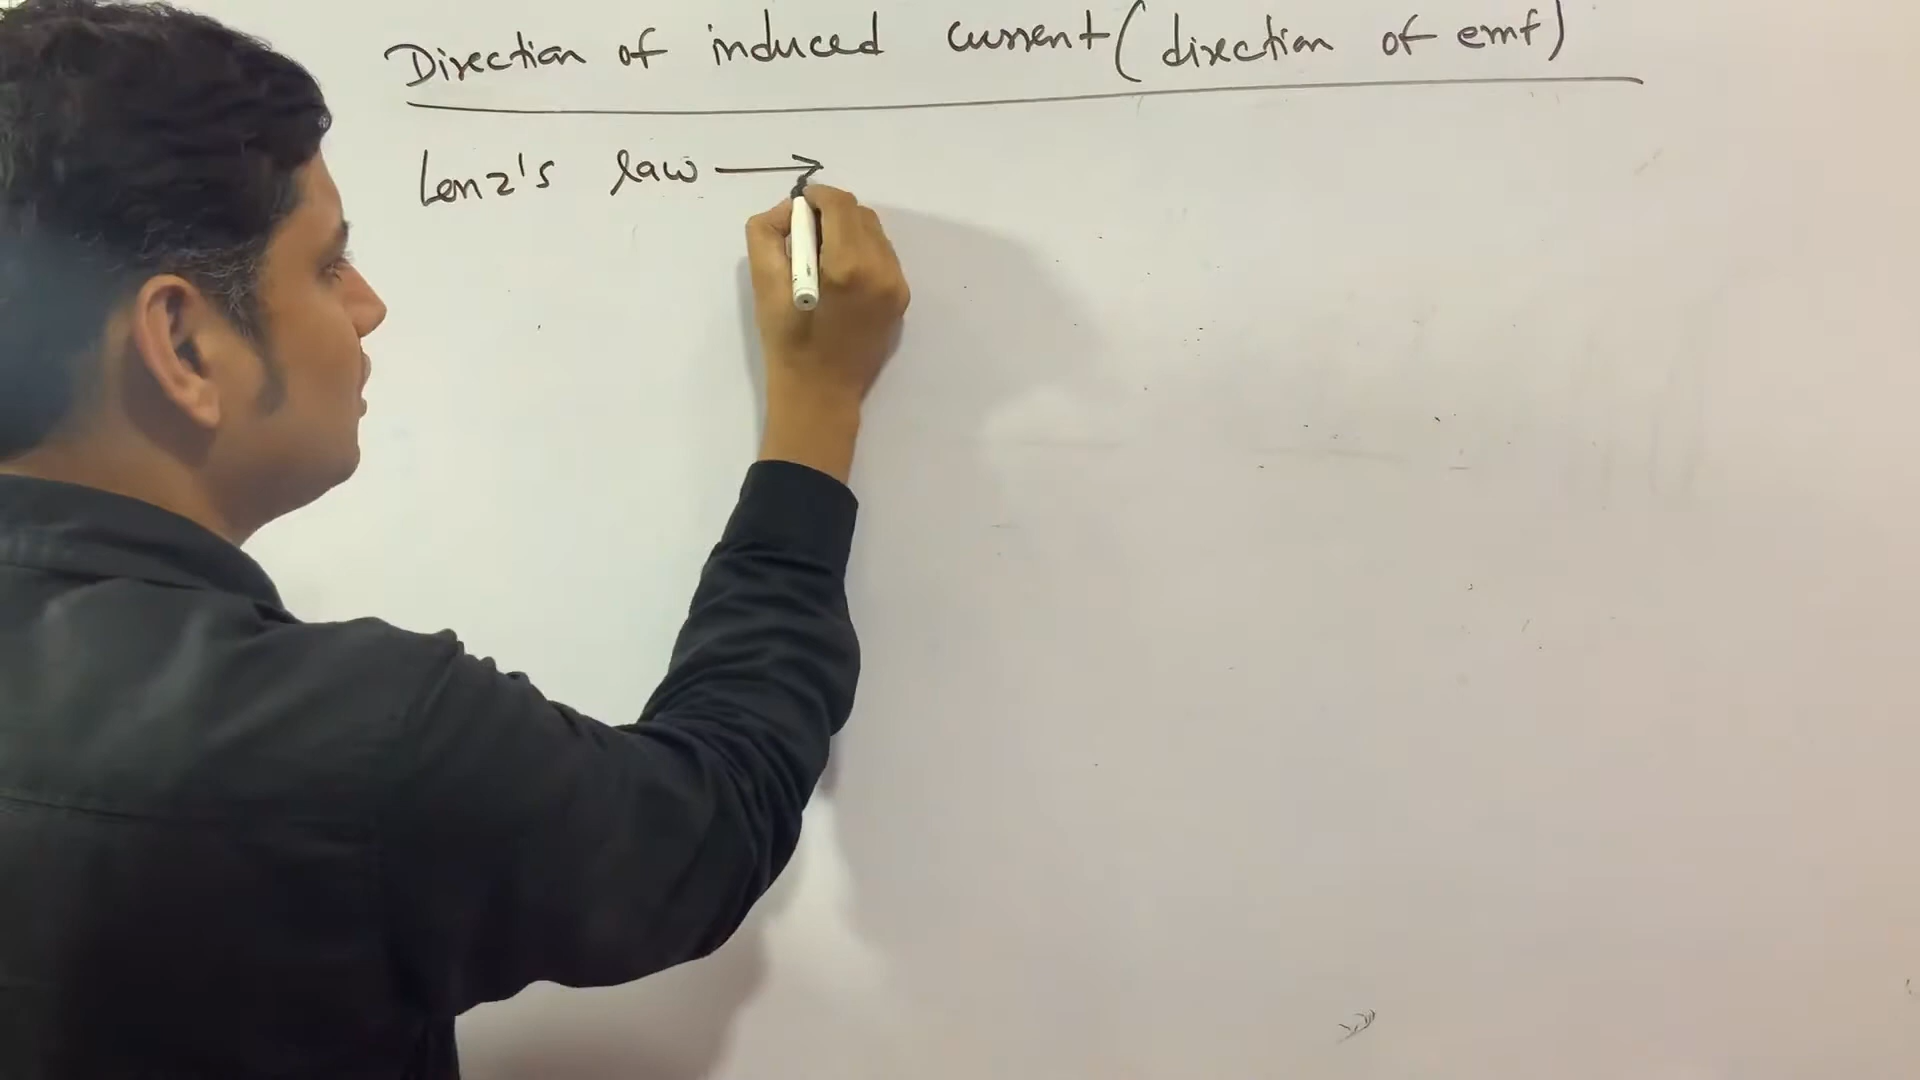 Direction of induced current (direction of emf)
Lenz's law →